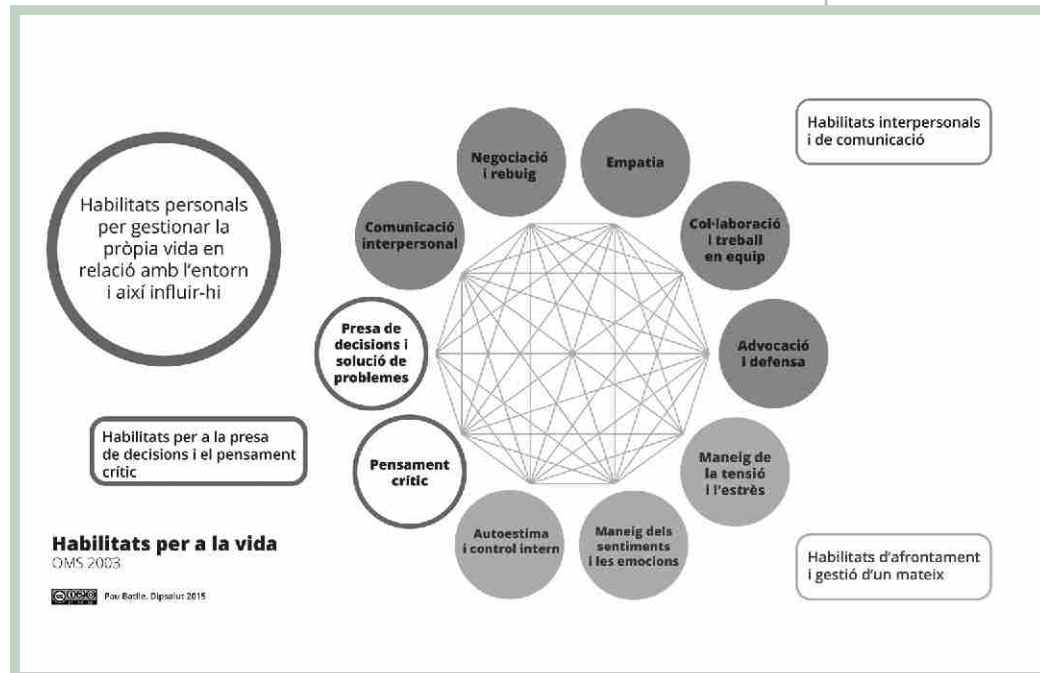 Habilitats personals
per gestionar la
pròpia vida en
relació amb l'entorn
i així influir-hi
Negociació
i rebuig
Empatia
Comunicació
interpersonal
Col·laboració
i treball
en equip
Presa de
decisions i
solució de
problemes
Advocació
i defensa
Pensament
crític
Maneig de
la tensió
i l'estrès
Autoestima
i control intern
Maneig dels
sentiments
i les emocions
Habilitats interpersonals
i de comunicació
Habilitats per a la presa
de decisions i el pensament
crític
Habilitats d'afrontament
i gestió d'un mateix
Habilitats per a la vida
OMS 2003
Pau Batlle. Dipsalut 2015